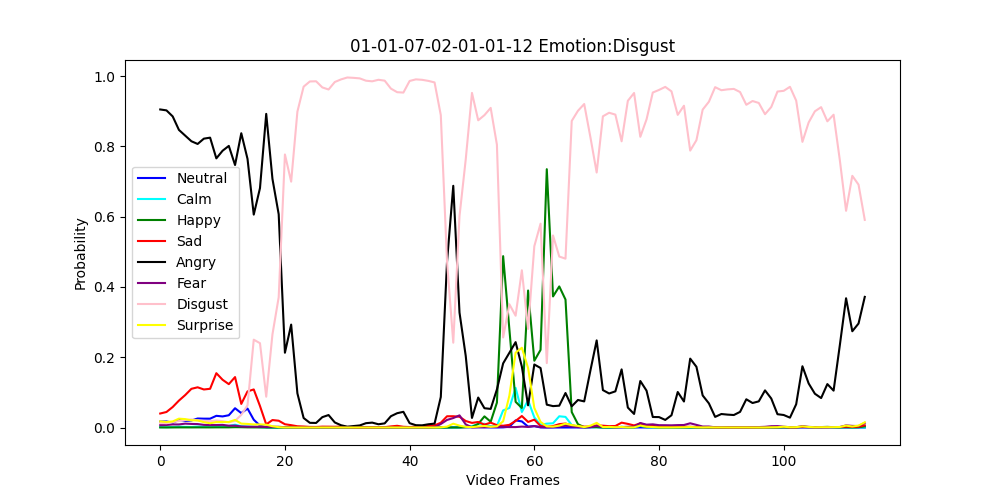 01-01-07-02-01-01-12 Emotion:Disgust
1.0
0.8
0.6
0.4
0.2
0.0
Probability
Neutral
Calm
Happy
Sad
Angry
Fear
Disgust
Surprise
0 20 40 60 80 100
Video Frames